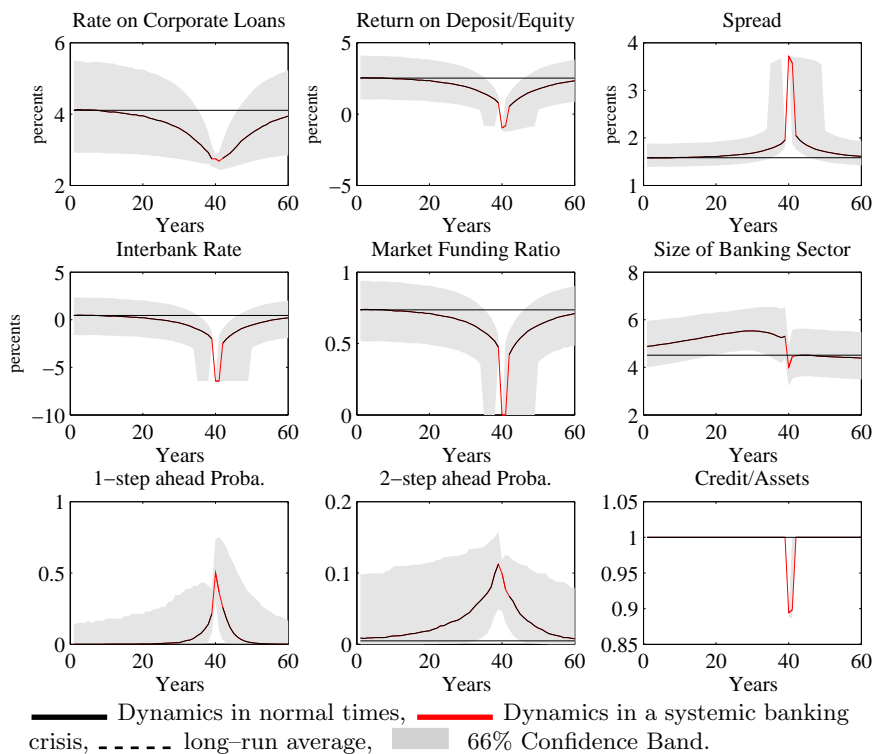 Rate on Corporate Loans
Return on Deposit/Equity
Spread
percents
6
4
2
0 20 40 60
Years
percents
5
0
−5
0 20 40 60
Years
percents
4
3
2
1
0 20 40 60
Years
Interbank Rate
Market Funding Ratio
Size of Banking Sector
percents
5
0
−5
−10
0 20 40 60
Years
1
0.5
0
0 20 40 60
Years
8
6
4
2
0 20 40 60
Years
1−step ahead Proba.
2−step ahead Proba.
Credit/Assets
1
0.5
0
0 20 40 60
Years
0.2
0.1
0
0 20 40 60
Years
1.05
1
0.95
0.9
0.85
0 20 40 60
Years
Dynamics in normal times, Dynamics in a systemic banking
crisis, long–run average, 66% Confidence Band.